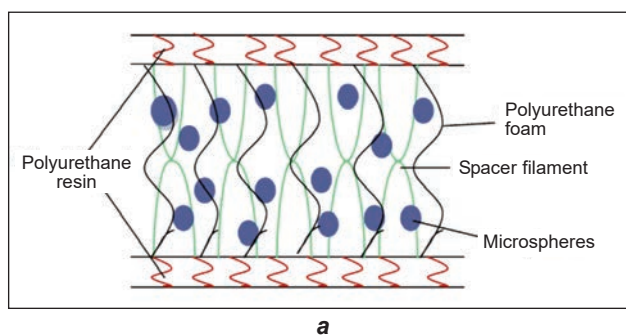 Polyurethane
resin
Polyurethane
foam
Spacer filament
Microspheres
a